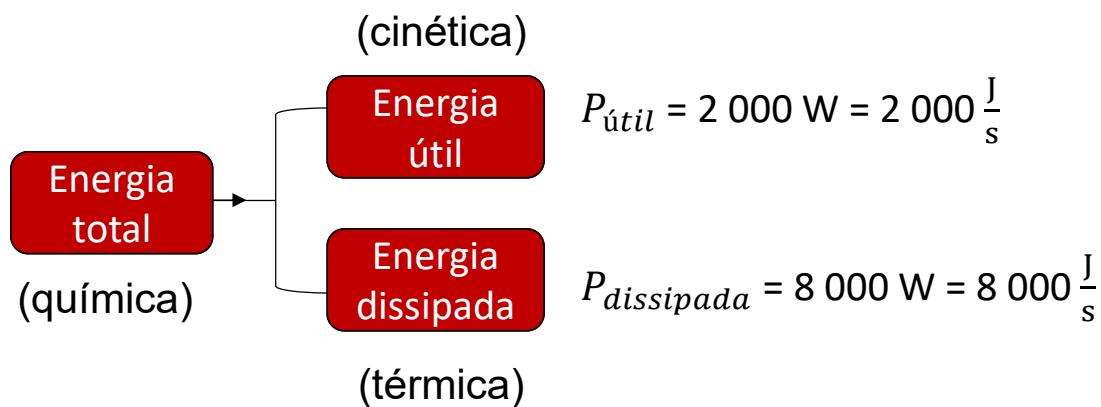 (cinética)
Energia
útil
P_útil = 2 000 W = 2 000 J/s
Energia
total
(química)
Energia
dissipada
P_dissipada = 8 000 W = 8 000 J/s
(térmica)